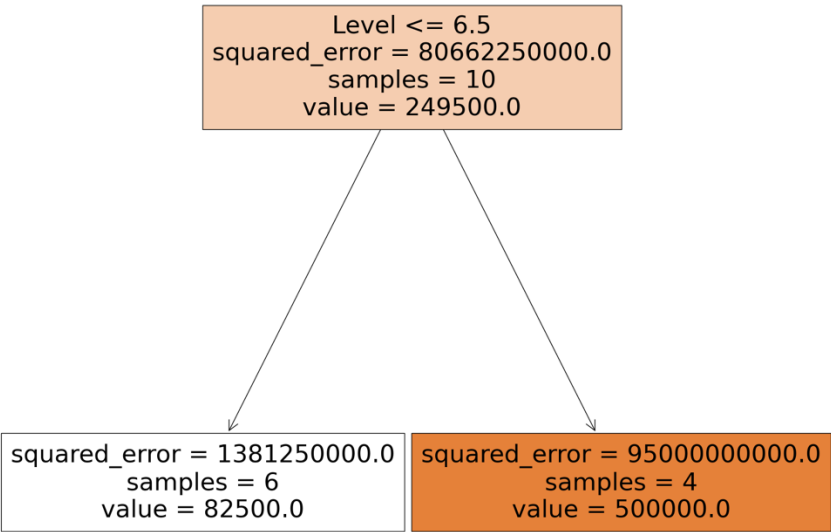 Level <= 6.5
squared_error = 80662250000.0
samples = 10
value = 249500.0
squared_error = 1381250000.0
samples = 6
value = 82500.0
squared_error = 95000000000.0
samples = 4
value = 500000.0